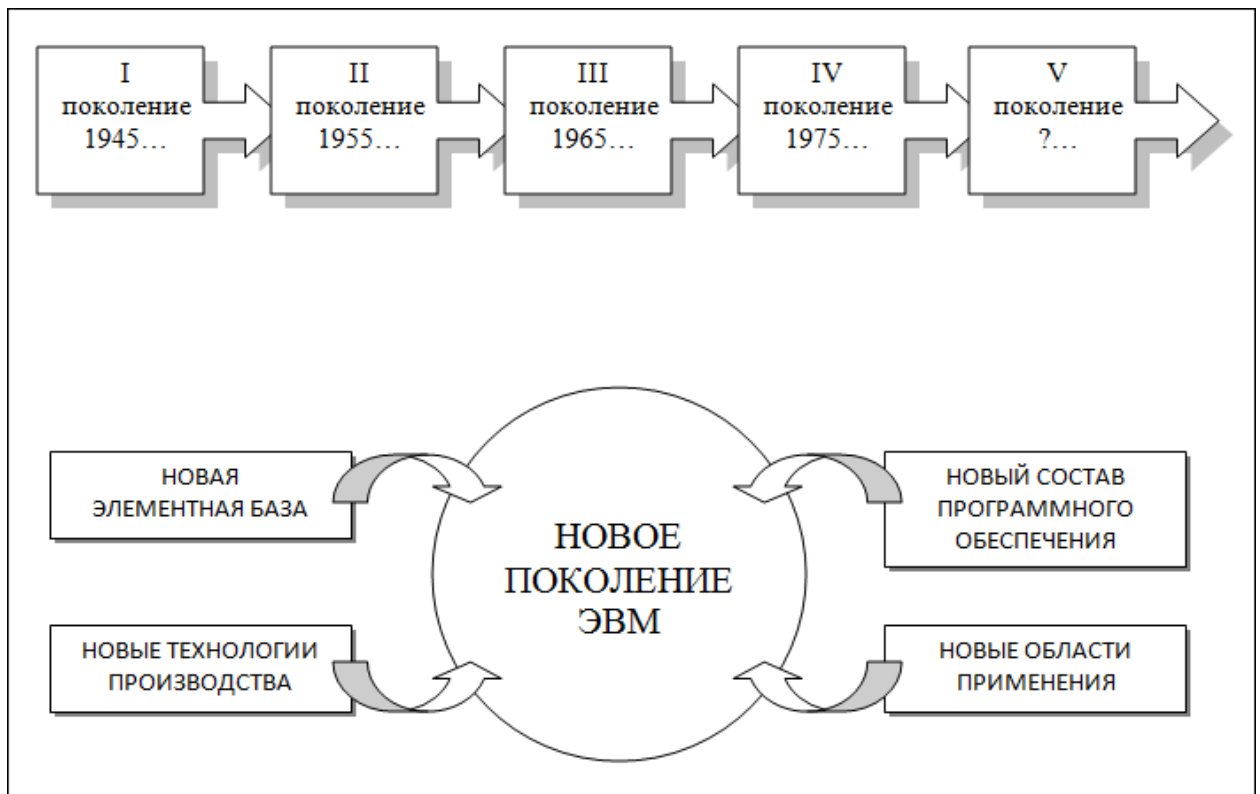 I
поколение
1945…
II
поколение
1955…
III
поколение
1965…
IV
поколение
1975…
V
поколение
?…
НОВАЯ
ЭЛЕМЕНТНАЯ БАЗА
НОВЫЙ СОСТАВ
ПРОГРАММНОГО
ОБЕСПЕЧЕНИЯ
НОВОЕ
ПОКОЛЕНИЕ
ЭВМ
НОВЫЕ ТЕХНОЛОГИИ
ПРОИЗВОДСТВА
НОВЫЕ ОБЛАСТИ
ПРИМЕНЕНИЯ